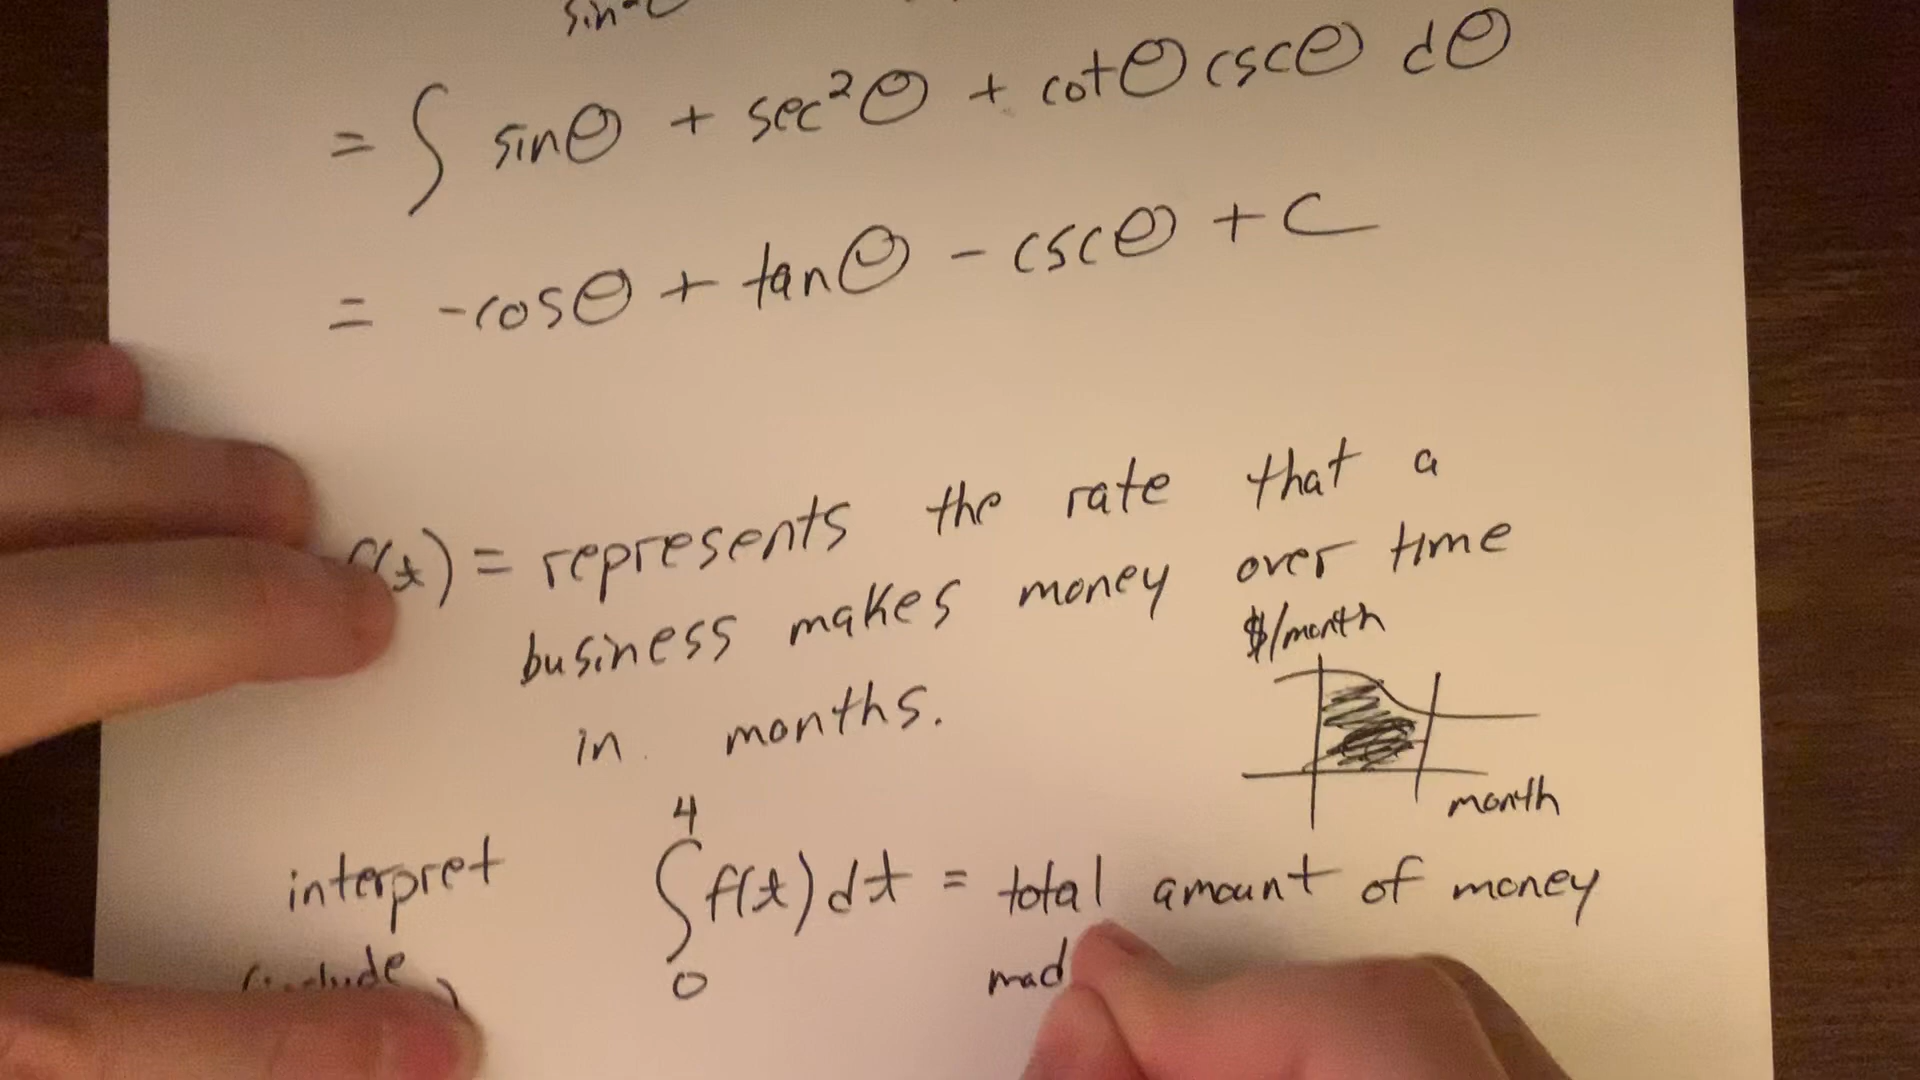 = ∫ sinθ + sec²θ + cotθ cscθ dθ
= -cosθ + tanθ - cscθ + C
f(t) = represents the rate that a
business makes money over time
in months.
$/month
month
interpret
4
∫ f(t) dt = total amount of money
0
(include )
mad